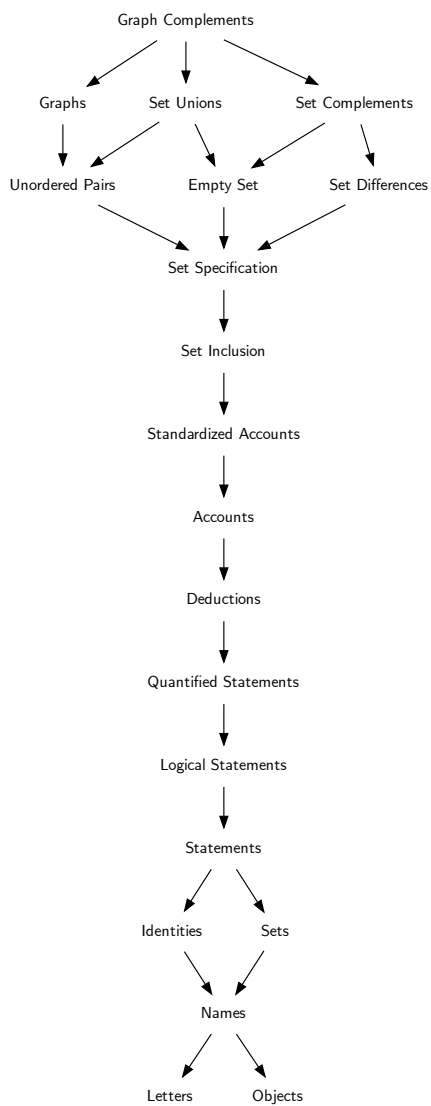 Graph Complements
Graphs
Set Unions
Set Complements
Unordered Pairs
Empty Set
Set Differences
Set Specification
Set Inclusion
Standardized Accounts
Accounts
Deductions
Quantified Statements
Logical Statements
Statements
Identities
Sets
Names
Letters
Objects